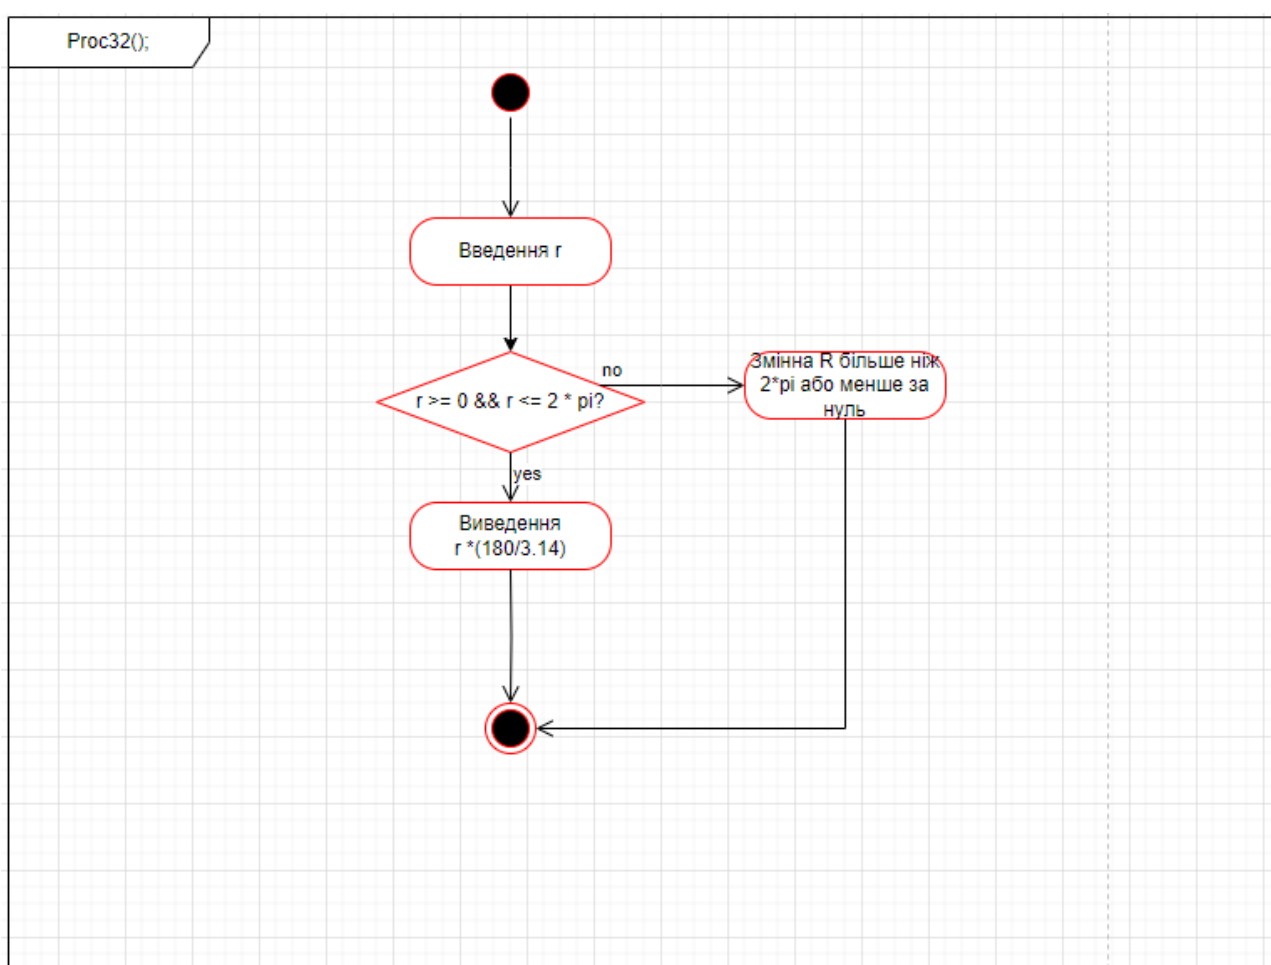 Proc32();
Введення r
r >= 0 && r <= 2 * pi?
no
Змінна R більше ніж
2*pi або менше за
нуль
yes
Виведення
r *(180/3.14)